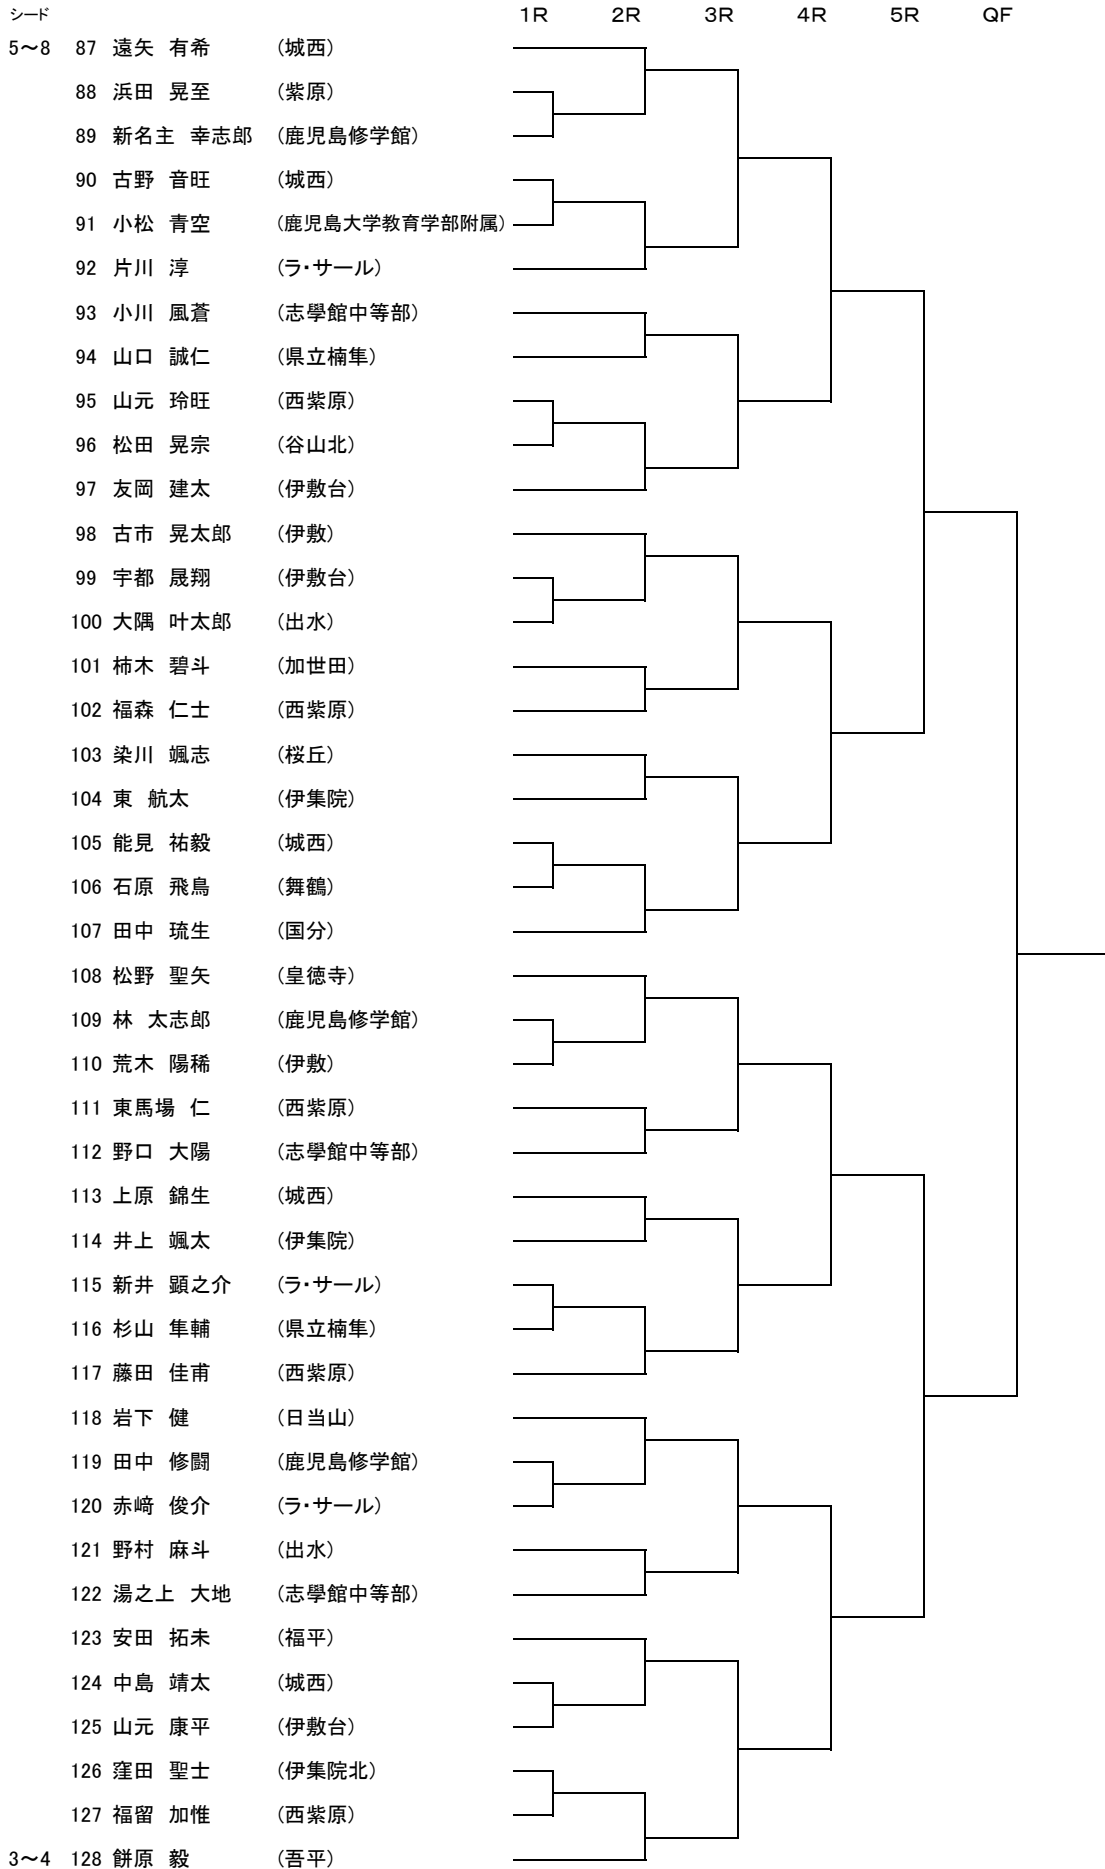 シード 1R 2R 3R 4R 5R QF
5～8 87 遠矢 有希 (城西)
88 浜田 晃至 (紫原)
89 新名主 幸志郎 (鹿児島修学館)
90 古野 音旺 (城西)
91 小松 青空 (鹿児島大学教育学部附属)
92 片川 淳 (ラ・サール)
93 小川 風蒼 (志學館中等部)
94 山口 誠仁 (県立楠隼)
95 山元 玲旺 (西紫原)
96 松田 晃宗 (谷山北)
97 友岡 建太 (伊敷台)
98 古市 晃太郎 (伊敷)
99 宇都 晟翔 (伊敷台)
100 大隅 叶太郎 (出水)
101 柿木 碧斗 (加世田)
102 福森 仁士 (西紫原)
103 染川 颯志 (桜丘)
104 東 航太 (伊集院)
105 能見 祐毅 (城西)
106 石原 飛鳥 (舞鶴)
107 田中 琉生 (国分)
108 松野 聖矢 (皇徳寺)
109 林 太志郎 (鹿児島修学館)
110 荒木 陽稀 (伊敷)
111 東馬場 仁 (西紫原)
112 野口 大陽 (志學館中等部)
113 上原 錦生 (城西)
114 井上 颯太 (伊集院)
115 新井 顕之介 (ラ・サール)
116 杉山 隼輔 (県立楠隼)
117 藤田 佳甫 (西紫原)
118 岩下 健 (日当山)
119 田中 修闘 (鹿児島修学館)
120 赤﨑 俊介 (ラ・サール)
121 野村 麻斗 (出水)
122 湯之上 大地 (志學館中等部)
123 安田 拓未 (福平)
124 中島 靖太 (城西)
125 山元 康平 (伊敷台)
126 窪田 聖士 (伊集院北)
127 福留 加惟 (西紫原)
3～4 128 餅原 毅 (吾平)